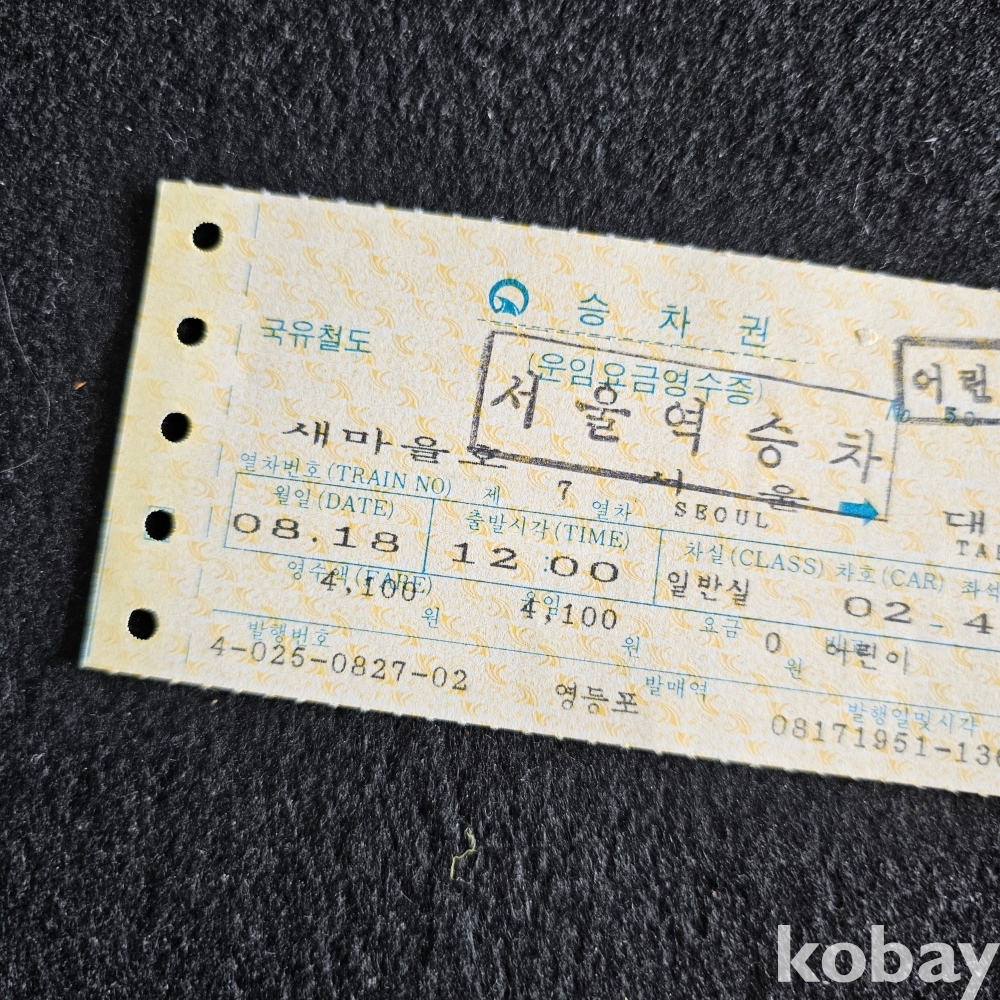 승 차 권
국유철도
(운임요금영수증)
서울역승차
어린
새마을호
열차번호(TRAIN NO) 제 7 열차
서 울
SEOUL
대
월일(DATE) 출발시각(TIME) 차실(CLASS) 차호(CAR) 좌석
08.18 12:00 일반실 02-4
영수액(FARE) 운임 요금
4,100 원 4,100 원 0 원 어린이
발행번호 발매역 발행일및시각
4-025-0827-02 영등포 08171951-13
kobay